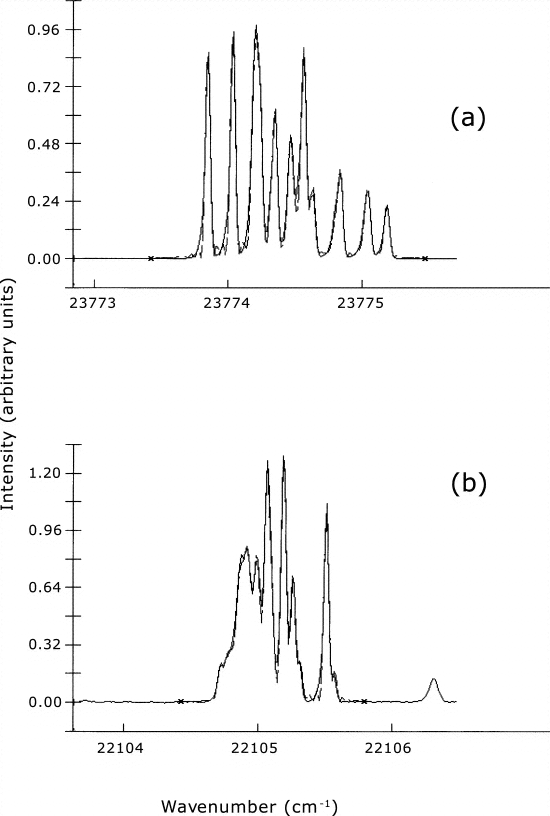 0.96
0.72
(a)
0.48
0.24
0.00
23773 23774 23775
Intensity (arbitrary units)
1.20
(b)
0.96
0.64
0.32
0.00
22104 22105 22106
Wavenumber (cm⁻¹)